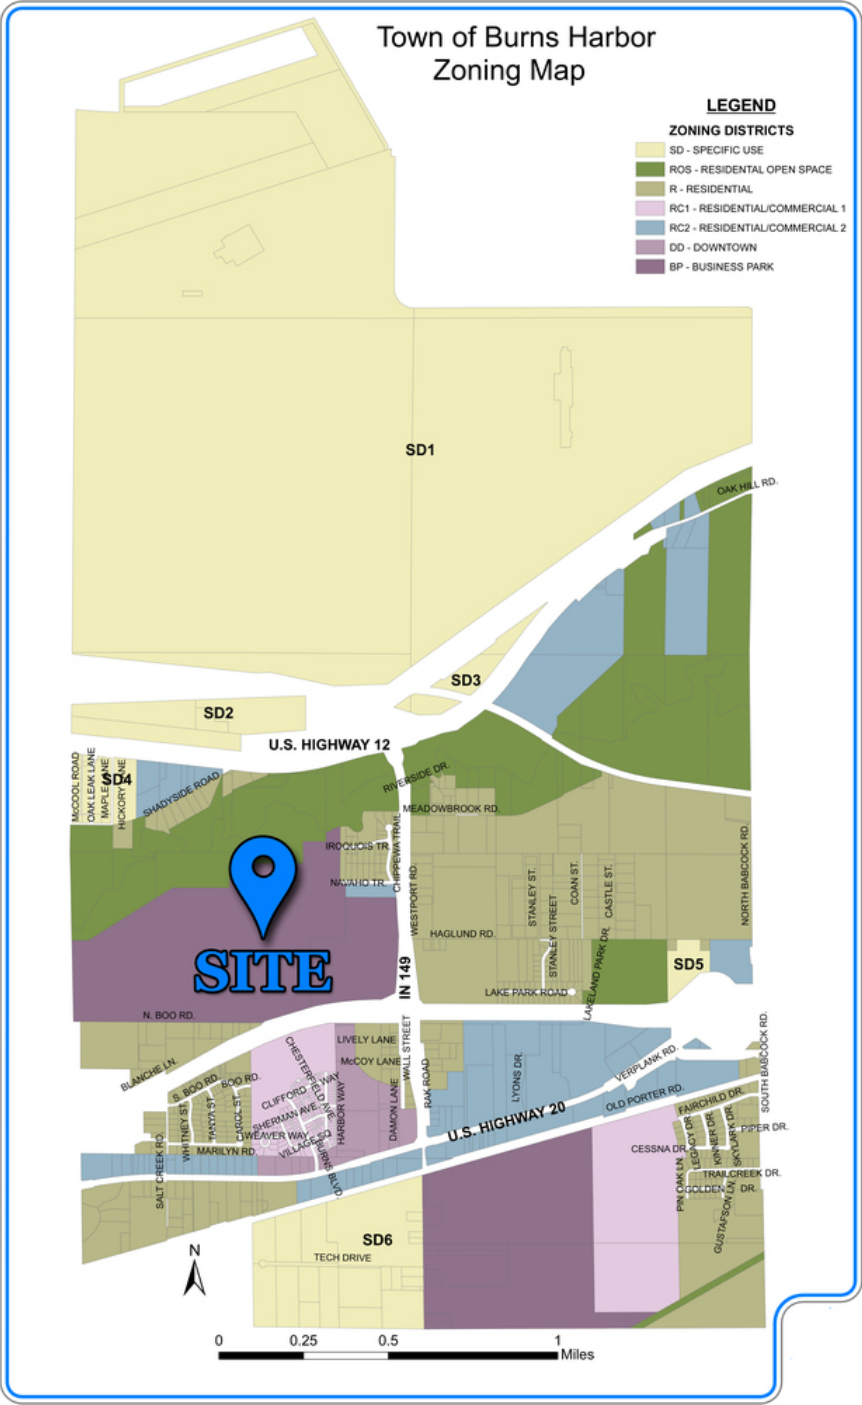 Town of Burns Harbor
Zoning Map
LEGEND
ZONING DISTRICTS
SD - SPECIFIC USE
ROS - RESIDENTAL OPEN SPACE
R - RESIDENTIAL
RC1 - RESIDENTIAL/COMMERCIAL 1
RC2 - RESIDENTIAL/COMMERCIAL 2
DD - DOWNTOWN
BP - BUSINESS PARK
SD1
OAK HILL RD.
SD3
SD2
U.S. HIGHWAY 12
McCOOL ROAD
OAK LEAK LANE
MAPLE LANE
HICKORY LANE
SD4
SHADYSIDE ROAD
RIVERSIDE DR.
MEADOWBROOK RD.
IROQUOIS TR.
CHIPPEWA TRAIL
NAVAHO TR.
WESTPORT RD.
STANLEY ST.
STANLEY STREET
COAN ST.
CASTLE ST.
NORTH BABCOCK RD.
HAGLUND RD.
SITE
IN 149
SD5
LAKELAND PARK DR.
LAKE PARK ROAD
N. BOO RD.
LIVELY LANE
McCOY LANE
WALL STREET
CHESTERFIELD AVE.
BLANCHE LN.
S. BOO RD.
BOO RD.
CLIFFORD WAY
SHERMAN AVE.
WEAVER WAY
VILLAGE SQ
HARBOR WAY
DAMON LANE
RAK ROAD
LYONS DR.
VERPLANK RD.
SOUTH BABCOCK RD.
OLD PORTER RD.
U.S. HIGHWAY 20
WHITNEY ST.
TANYA ST.
CAROL ST.
MARILYN RD.
SALT CREEK RD.
BURNS BLVD.
FAIRCHILD DR.
PIPER DR.
CESSNA DR.
LEGACY DR.
KINNER DR.
SKYLARK DR.
TRAILCREEK DR.
PIN OAK LN.
GOLDEN DR.
GUSTAFSON LN.
SD6
TECH DRIVE
N
0 0.25 0.5 1
Miles